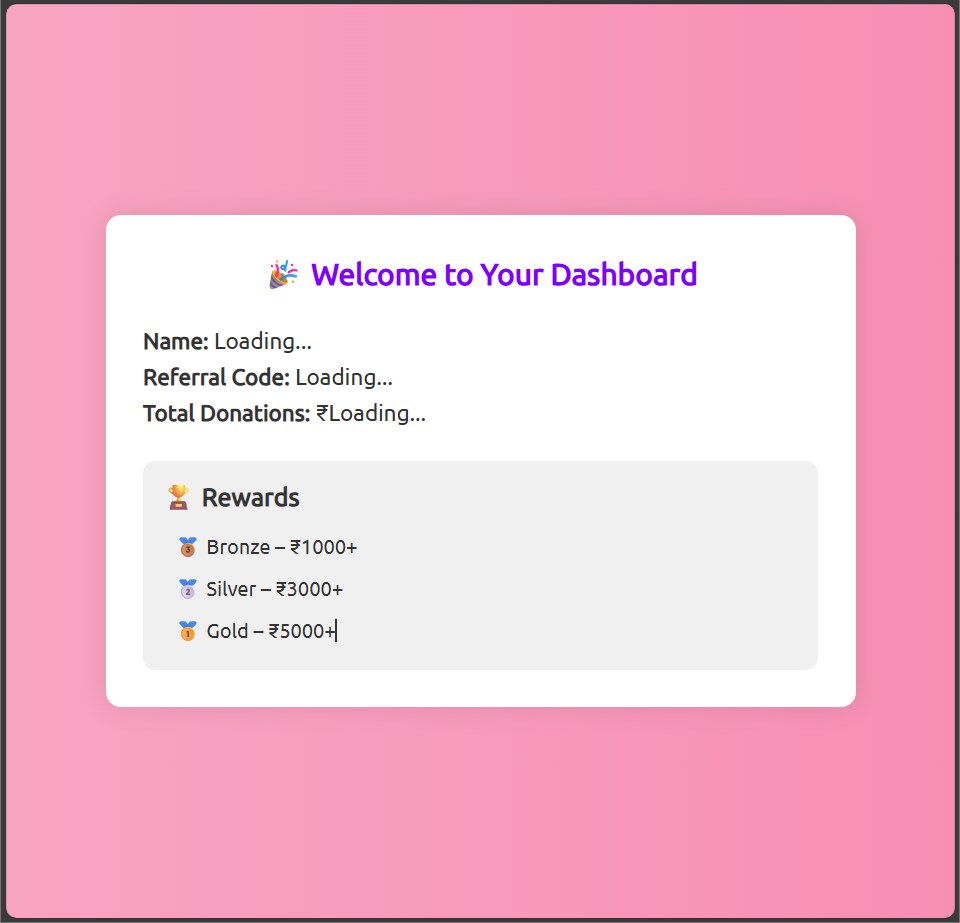 🎉 Welcome to Your Dashboard
Name: Loading...
Referral Code: Loading...
Total Donations: ₹Loading...
🏆 Rewards
🥉 Bronze – ₹1000+
🥈 Silver – ₹3000+
🥇 Gold – ₹5000+